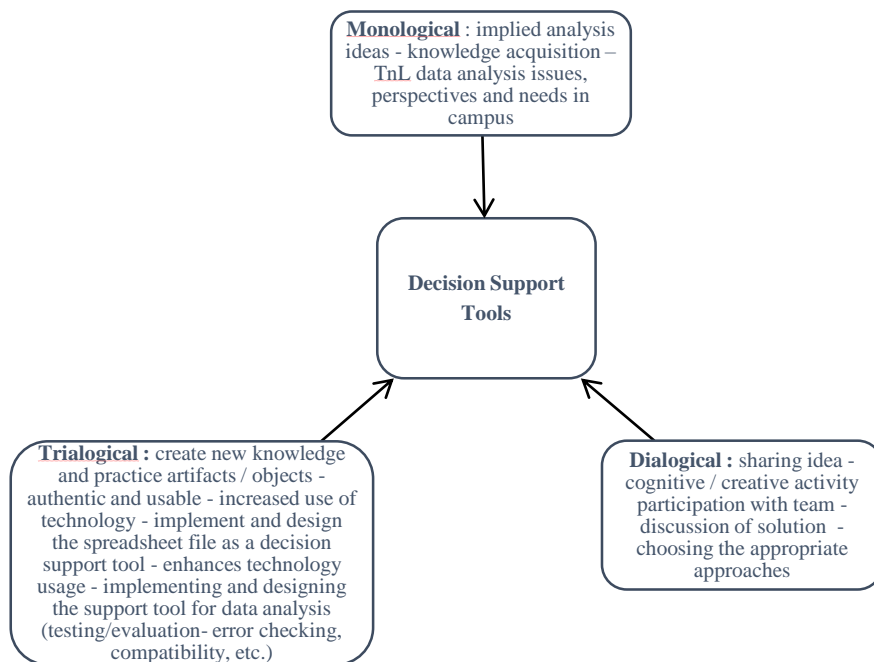 Monological : implied analysis
ideas - knowledge acquisition –
TnL data analysis issues,
perspectives and needs in
campus
Decision Support
Tools
Trialogical : create new knowledge
and practice artifacts / objects -
authentic and usable - increased use of
technology - implement and design
the spreadsheet file as a decision
support tool - enhances technology
usage - implementing and designing
the support tool for data analysis
(testing/evaluation- error checking,
compatibility, etc.)
Dialogical : sharing idea -
cognitive / creative activity
participation with team -
discussion of solution -
choosing the appropriate
approaches